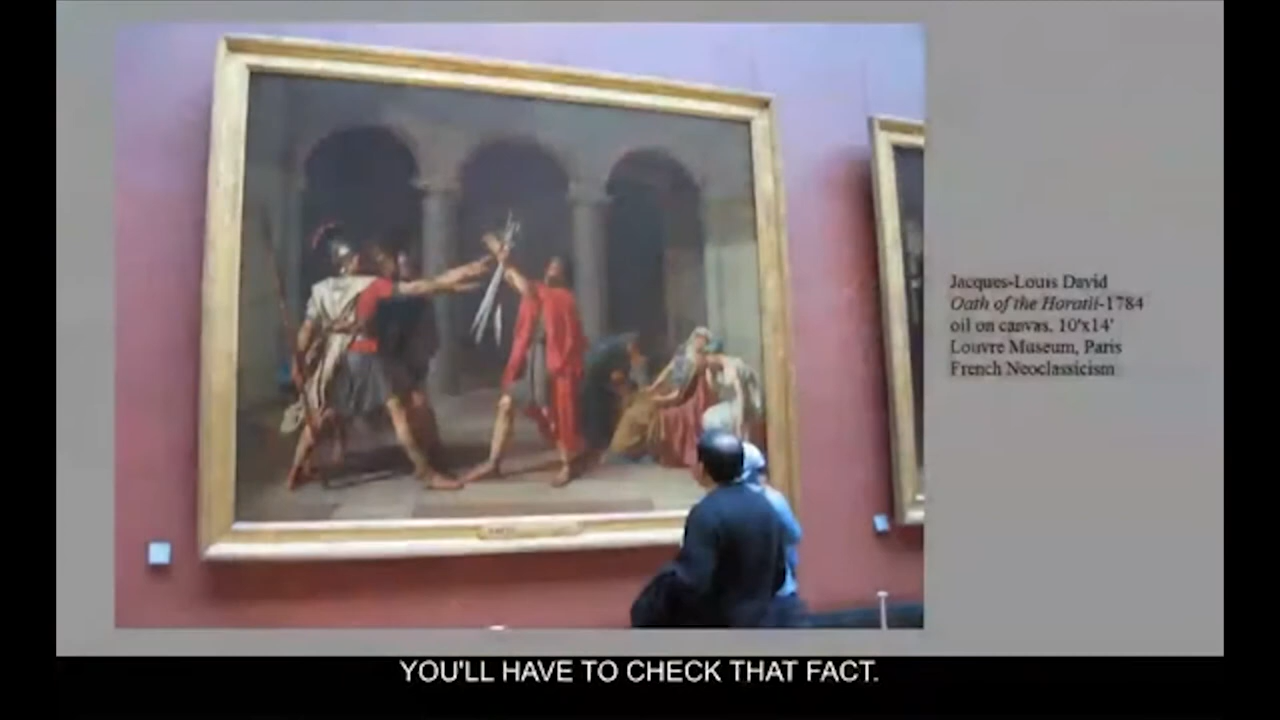 Jacques-Louis David
Oath of the Horatii-1784
oil on canvas, 10'x14'
Louvre Museum, Paris
French Neoclassicism
YOU'LL HAVE TO CHECK THAT FACT.